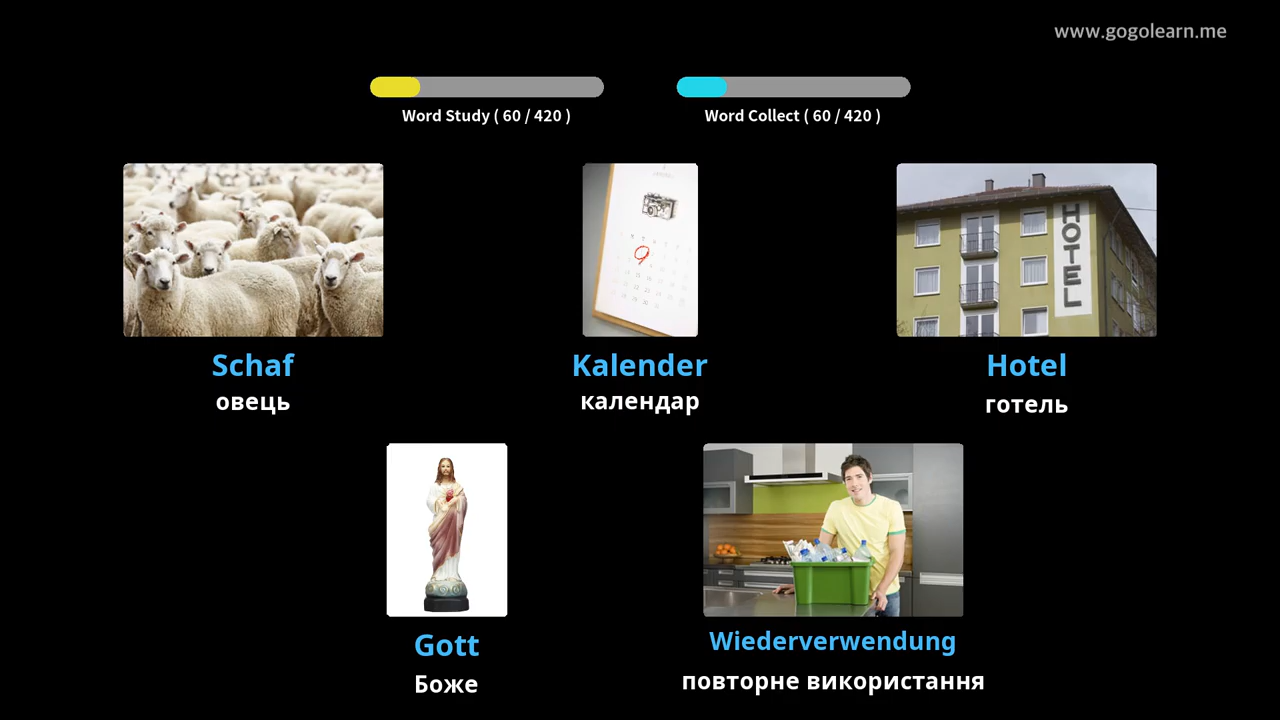 www.gogolearn.me
Word Study ( 60 / 420 )
Word Collect ( 60 / 420 )
HOTEL
Schaf
овець
Kalender
календар
Hotel
готель
Gott
Боже
Wiederverwendung
повторне використання